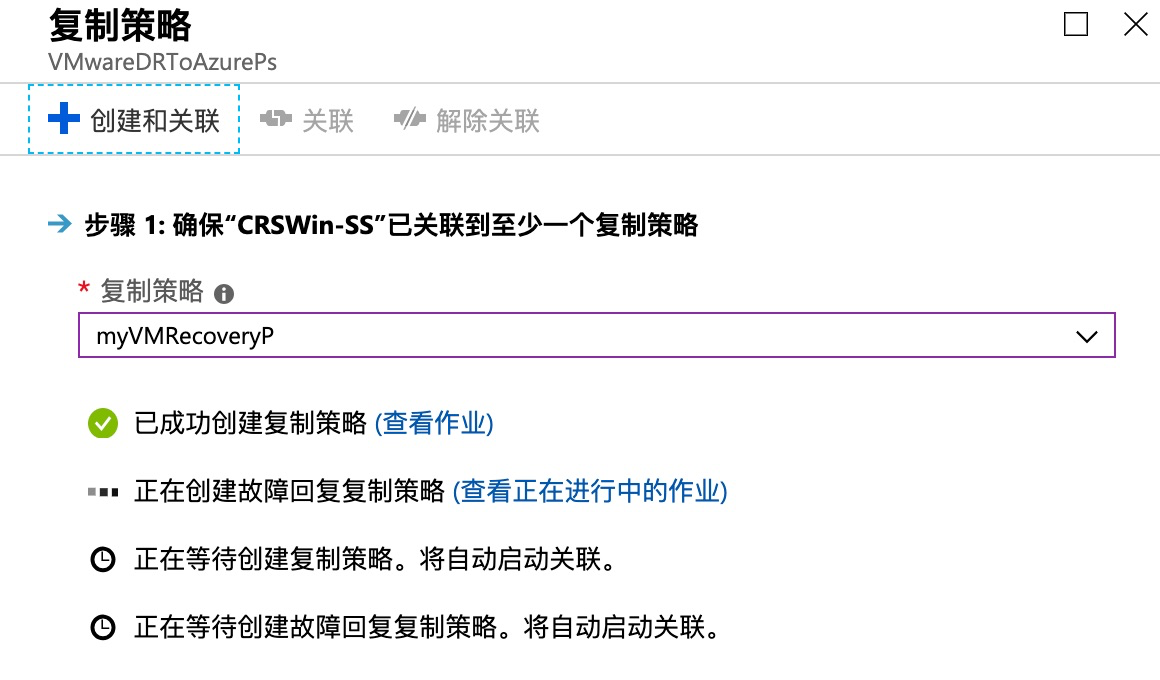 复制策略
VMwareDRToAzurePs
创建和关联 关联 解除关联
步骤 1: 确保“CRSWin-SS”已关联到至少一个复制策略
* 复制策略
myVMRecoveryP
已成功创建复制策略 (查看作业)
正在创建故障回复复制策略 (查看正在进行中的作业)
正在等待创建复制策略。将自动启动关联。
正在等待创建故障回复复制策略。将自动启动关联。